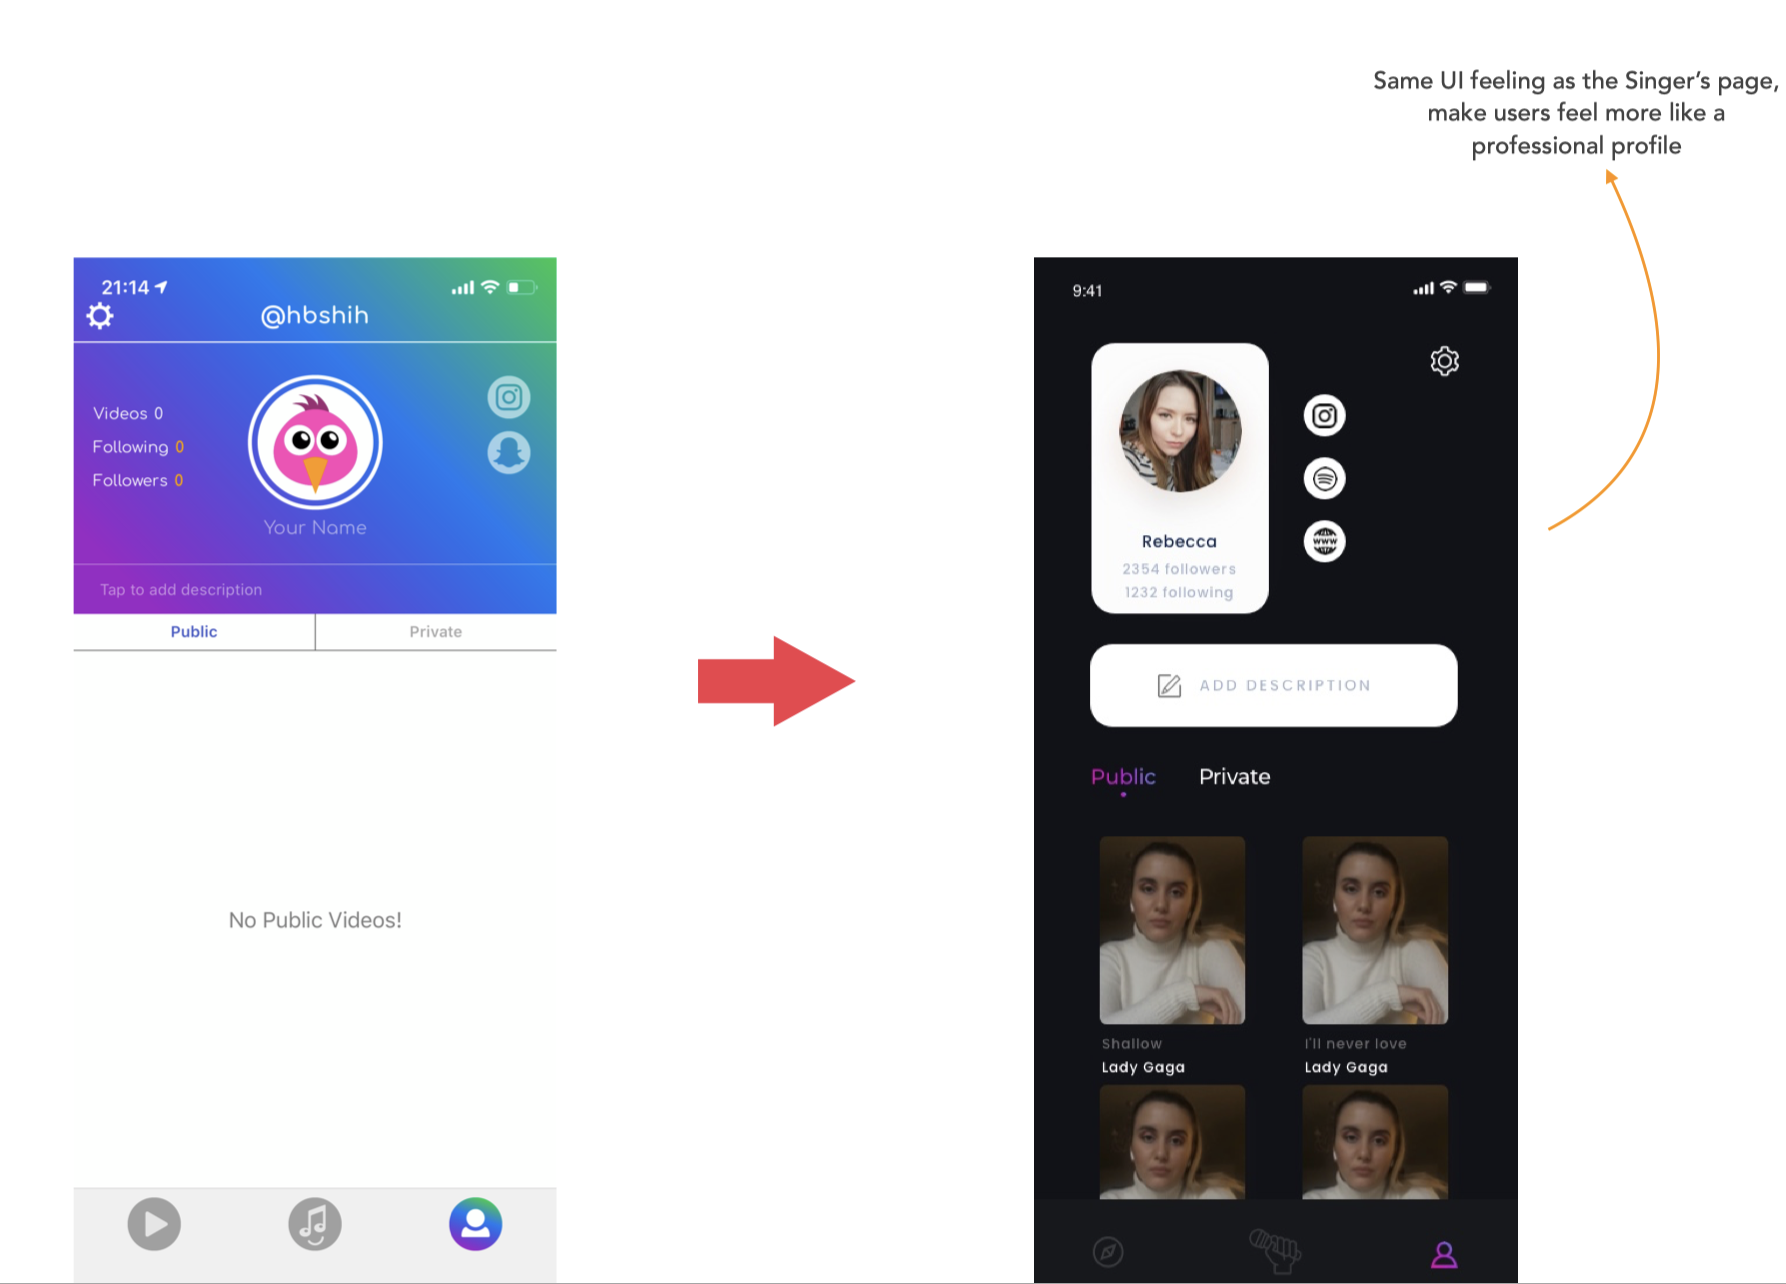 Same UI feeling as the Singer's page,
make users feel more like a
professional profile
21:14
@hbshih
Videos 0
Following 0
Followers 0
Your Name
Tap to add description
Public
Private
No Public Videos!
9:41
Rebecca
2354 followers
1232 following
www
ADD DESCRIPTION
Public
Private
Shallow
Lady Gaga
I'll never love
Lady Gaga